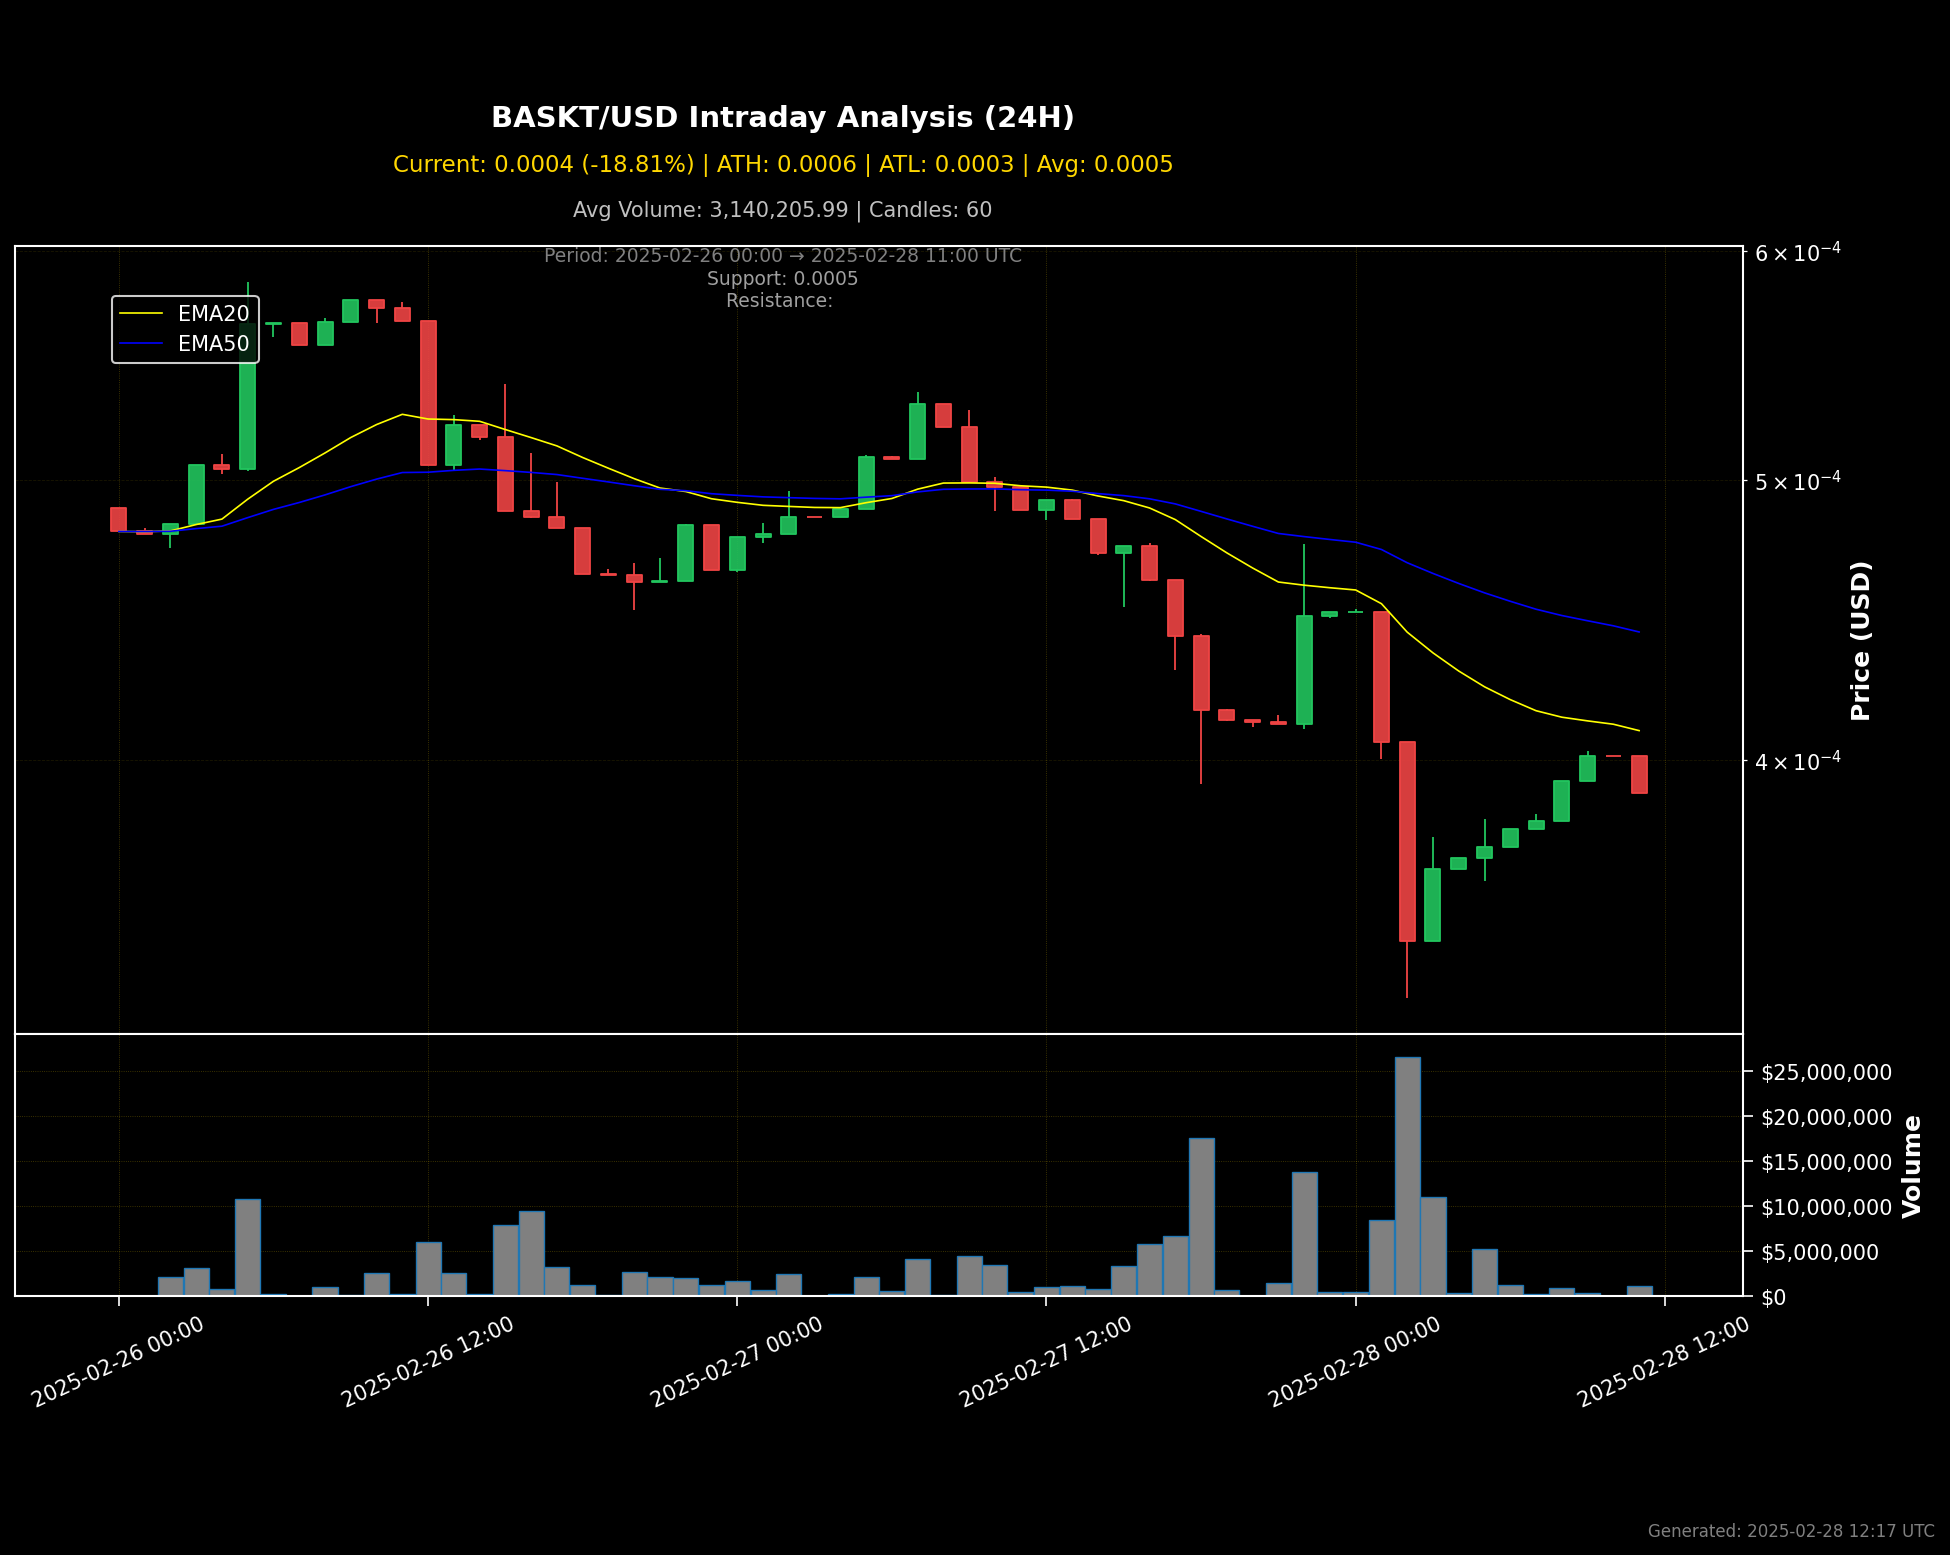 BASKT/USD Intraday Analysis (24H)
Current: 0.0004 (-18.81%) | ATH: 0.0006 | ATL: 0.0003 | Avg: 0.0005
Avg Volume: 3,140,205.99 | Candles: 60
Period: 2025-02-26 00:00 → 2025-02-28 11:00 UTC
Support: 0.0005
Resistance:
EMA20
EMA50
6 × 10⁻⁴
5 × 10⁻⁴
4 × 10⁻⁴
Price (USD)
$25,000,000
$20,000,000
$15,000,000
$10,000,000
$5,000,000
$0
Volume
2025-02-26 00:00
2025-02-26 12:00
2025-02-27 00:00
2025-02-27 12:00
2025-02-28 00:00
2025-02-28 12:00
Generated: 2025-02-28 12:17 UTC